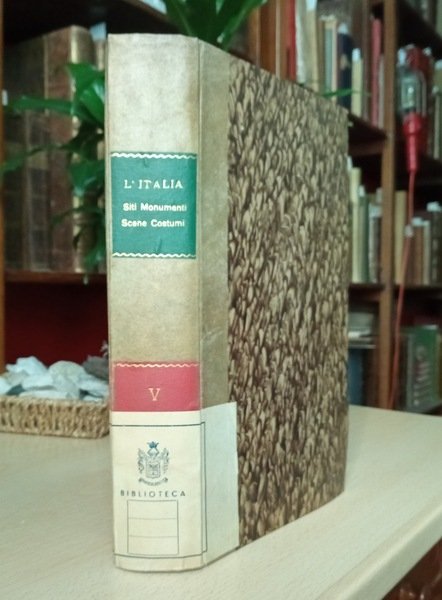 L'ITALIA
Siti Monumenti
Scene Costumi
V
BIBLIOTECA